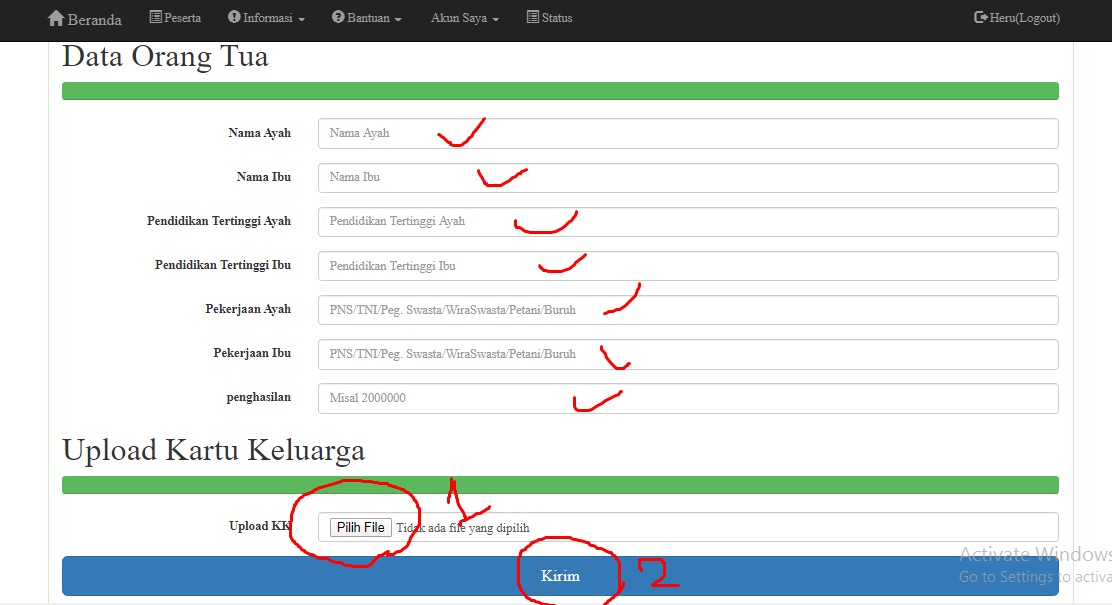 Beranda Peserta Informasi Bantuan Akun Saya Status Heru(Logout)
Data Orang Tua
Nama Ayah Nama Ayah
Nama Ibu Nama Ibu
Pendidikan Tertinggi Ayah Pendidikan Tertinggi Ayah
Pendidikan Tertinggi Ibu Pendidikan Tertinggi Ibu
Pekerjaan Ayah PNS/TNI/Peg. Swasta/WiraSwasta/Petani/Buruh
Pekerjaan Ibu PNS/TNI/Peg. Swasta/WiraSwasta/Petani/Buruh
penghasilan Misal 2000000
Upload Kartu Keluarga
Upload KK Pilih File Tidak ada file yang dipilih
Activate Windows
Kirim 2 Go to Settings to activa